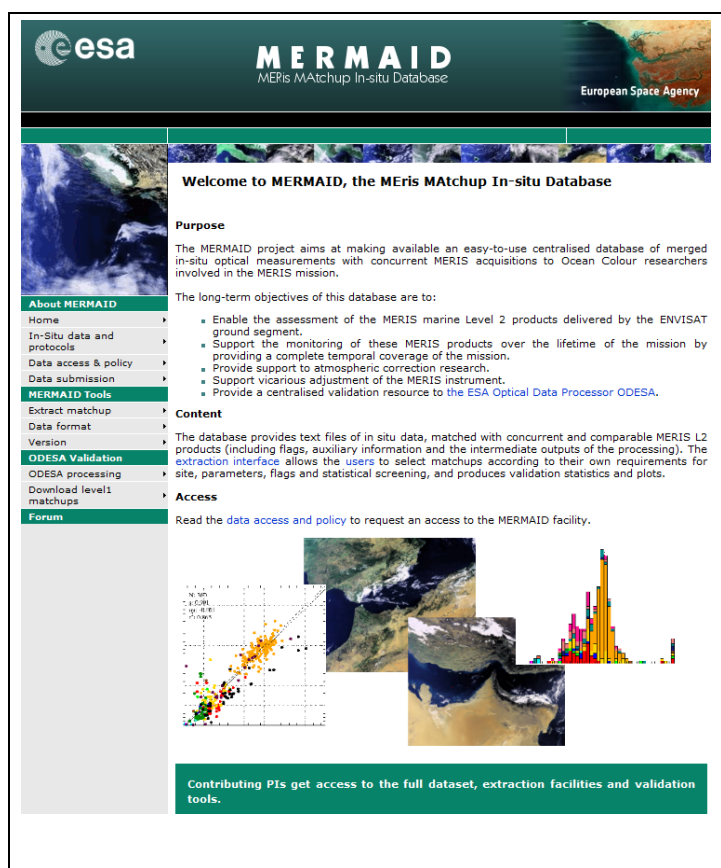 esa
MERMAID
MERis MAtchup In-situ Database
European Space Agency
Welcome to MERMAID, the MEris MAtchup In-situ Database
Purpose
The MERMAID project aims at making available an easy-to-use centralised database of merged
in-situ optical measurements with concurrent MERIS acquisitions to Ocean Colour researchers
involved in the MERIS mission.
The long-term objectives of this database are to:
Enable the assessment of the MERIS marine Level 2 products delivered by the ENVISAT
ground segment.
Support the monitoring of these MERIS products over the lifetime of the mission by
providing a complete temporal coverage of the mission.
Provide support to atmospheric correction research.
Support vicarious adjustment of the MERIS instrument.
Provide a centralised validation resource to the ESA Optical Data Processor ODESA.
Content
The database provides text files of in situ data, matched with concurrent and comparable MERIS L2
products (including flags, auxiliary information and the intermediate outputs of the processing). The
extraction interface allows the users to select matchups according to their own requirements for
site, parameters, flags and statistical screening, and produces validation statistics and plots.
Access
Read the data access and policy to request an access to the MERMAID facility.
About MERMAID
Home
In-Situ data and
protocols
Data access & policy
Data submission
MERMAID Tools
Extract matchup
Data format
Version
ODESA Validation
ODESA processing
Download level1
matchups
Forum
Contributing PIs get access to the full dataset, extraction facilities and validation
tools.